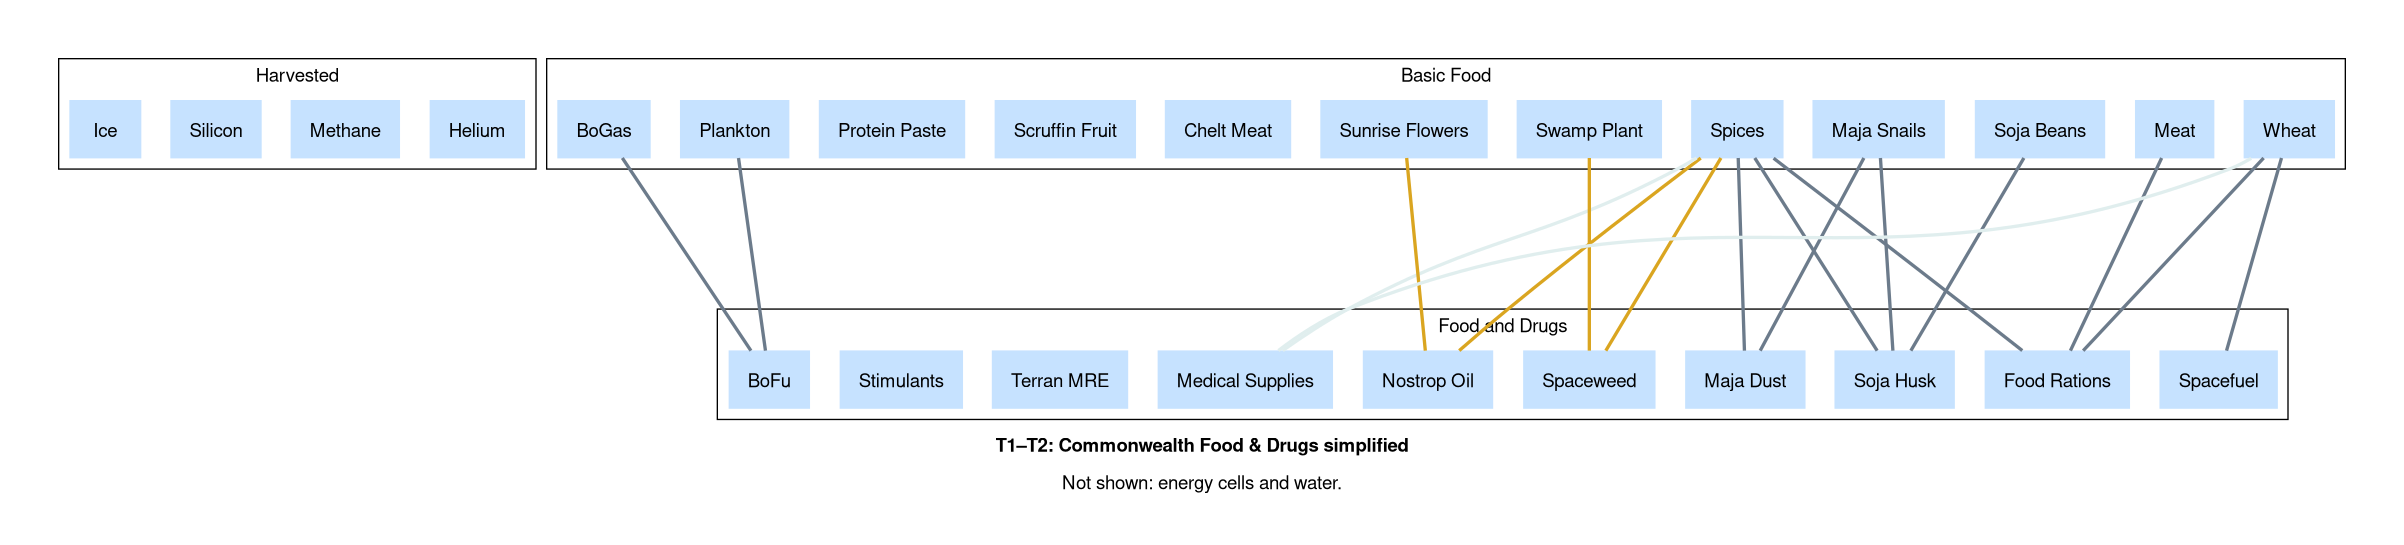 Harvested
Basic Food
Ice
Silicon
Methane
Helium
BoGas
Plankton
Protein Paste
Scruffin Fruit
Chelt Meat
Sunrise Flowers
Swamp Plant
Spices
Maja Snails
Soja Beans
Meat
Wheat
Food and Drugs
BoFu
Stimulants
Terran MRE
Medical Supplies
Nostrop Oil
Spaceweed
Maja Dust
Soja Husk
Food Rations
Spacefuel
T1–T2: Commonwealth Food & Drugs simplified
Not shown: energy cells and water.